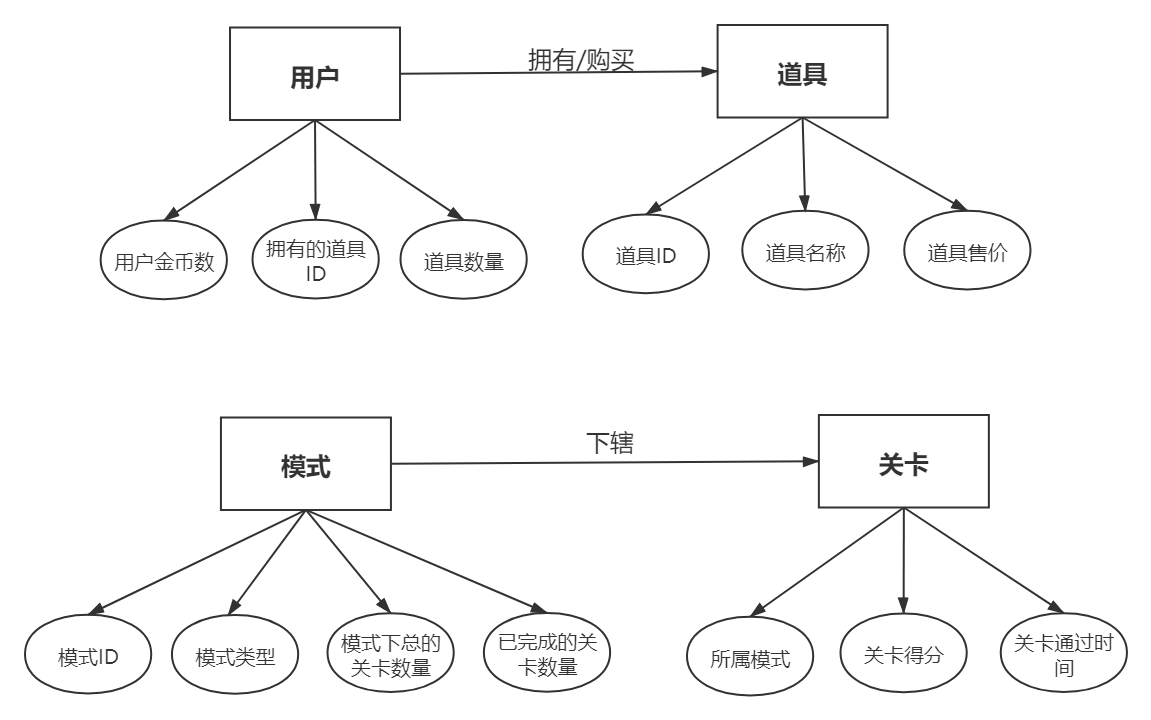 用户
拥有/购买
道具
用户金币数
拥有的道具
ID
道具数量
道具ID
道具名称
道具售价
模式
下辖
关卡
模式ID
模式类型
模式下总的
关卡数量
已完成的关
卡数量
所属模式
关卡得分
关卡通过时
间